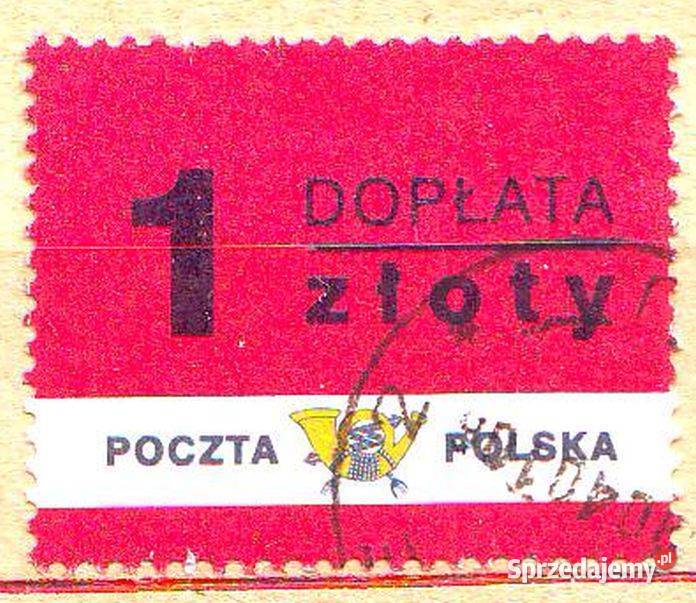 1 DOPŁATA
złoty
POCZTA POLSKA
Sprzedajemy.pl